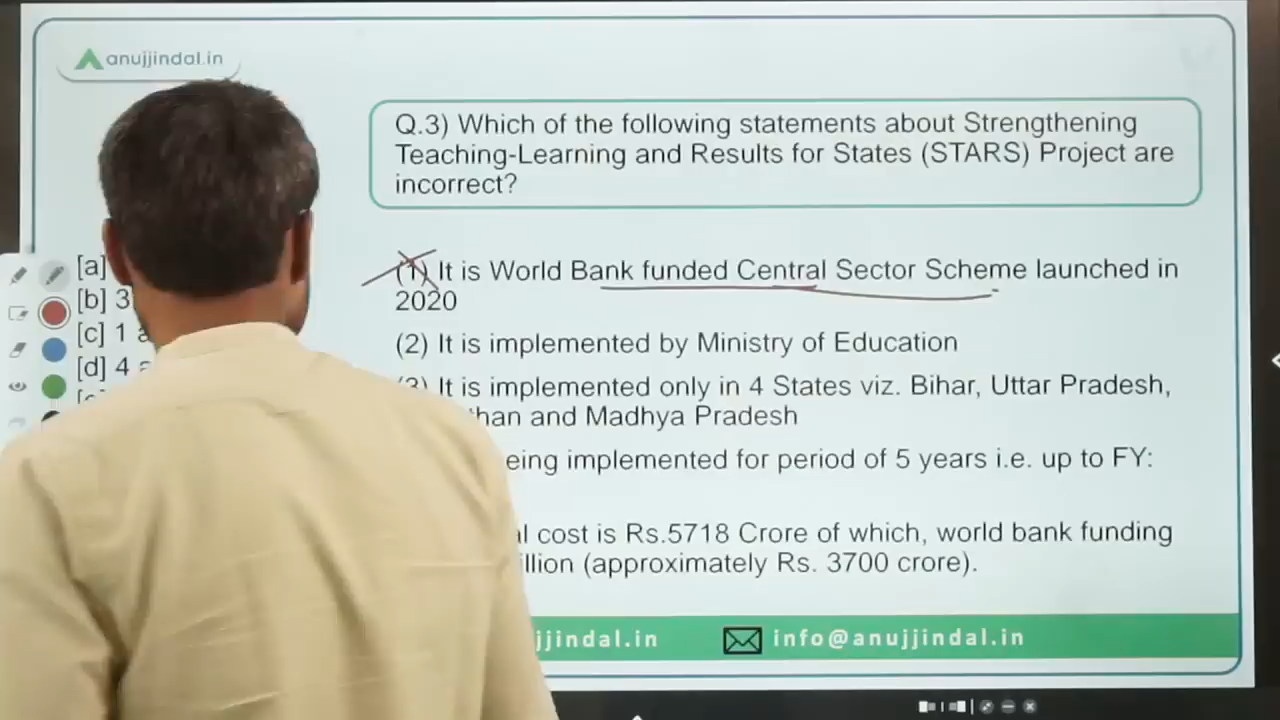 anujjindal.in
Q.3) Which of the following statements about Strengthening
Teaching-Learning and Results for States (STARS) Project are
incorrect?
[a]
[b] 3
[c] 1
[d] 4
(1) It is World Bank funded Central Sector Scheme launched in
2020
(2) It is implemented by Ministry of Education
It is implemented only in 4 States viz. Bihar, Uttar Pradesh,
and Madhya Pradesh
implemented for period of 5 years i.e. up to FY:
cost is Rs.5718 Crore of which, world bank funding
(approximately Rs. 3700 crore).
jjindal.in
info@anujjindal.in